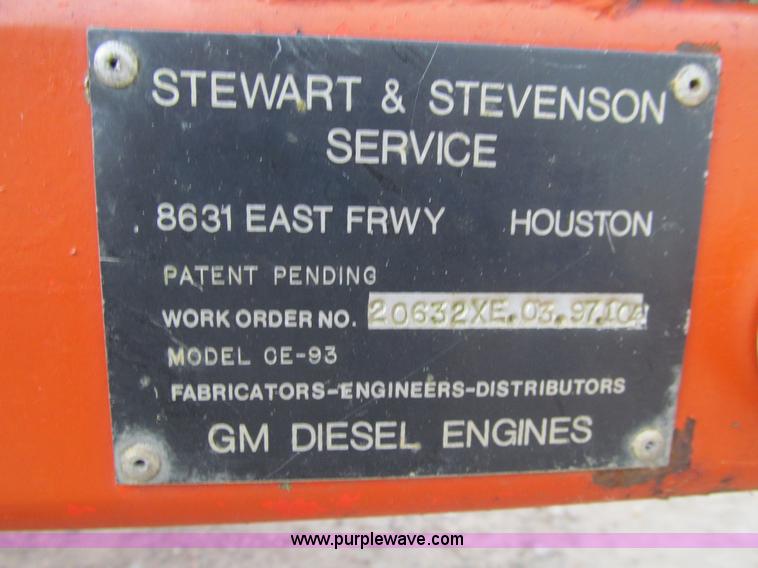 STEWART & STEVENSON
SERVICE
8631 EAST FRWY HOUSTON
PATENT PENDING
WORK ORDER NO. 20632XE.03.97.104
MODEL CE-93
FABRICATORS-ENGINEERS-DISTRIBUTORS
GM DIESEL ENGINES
www.purplewave.com